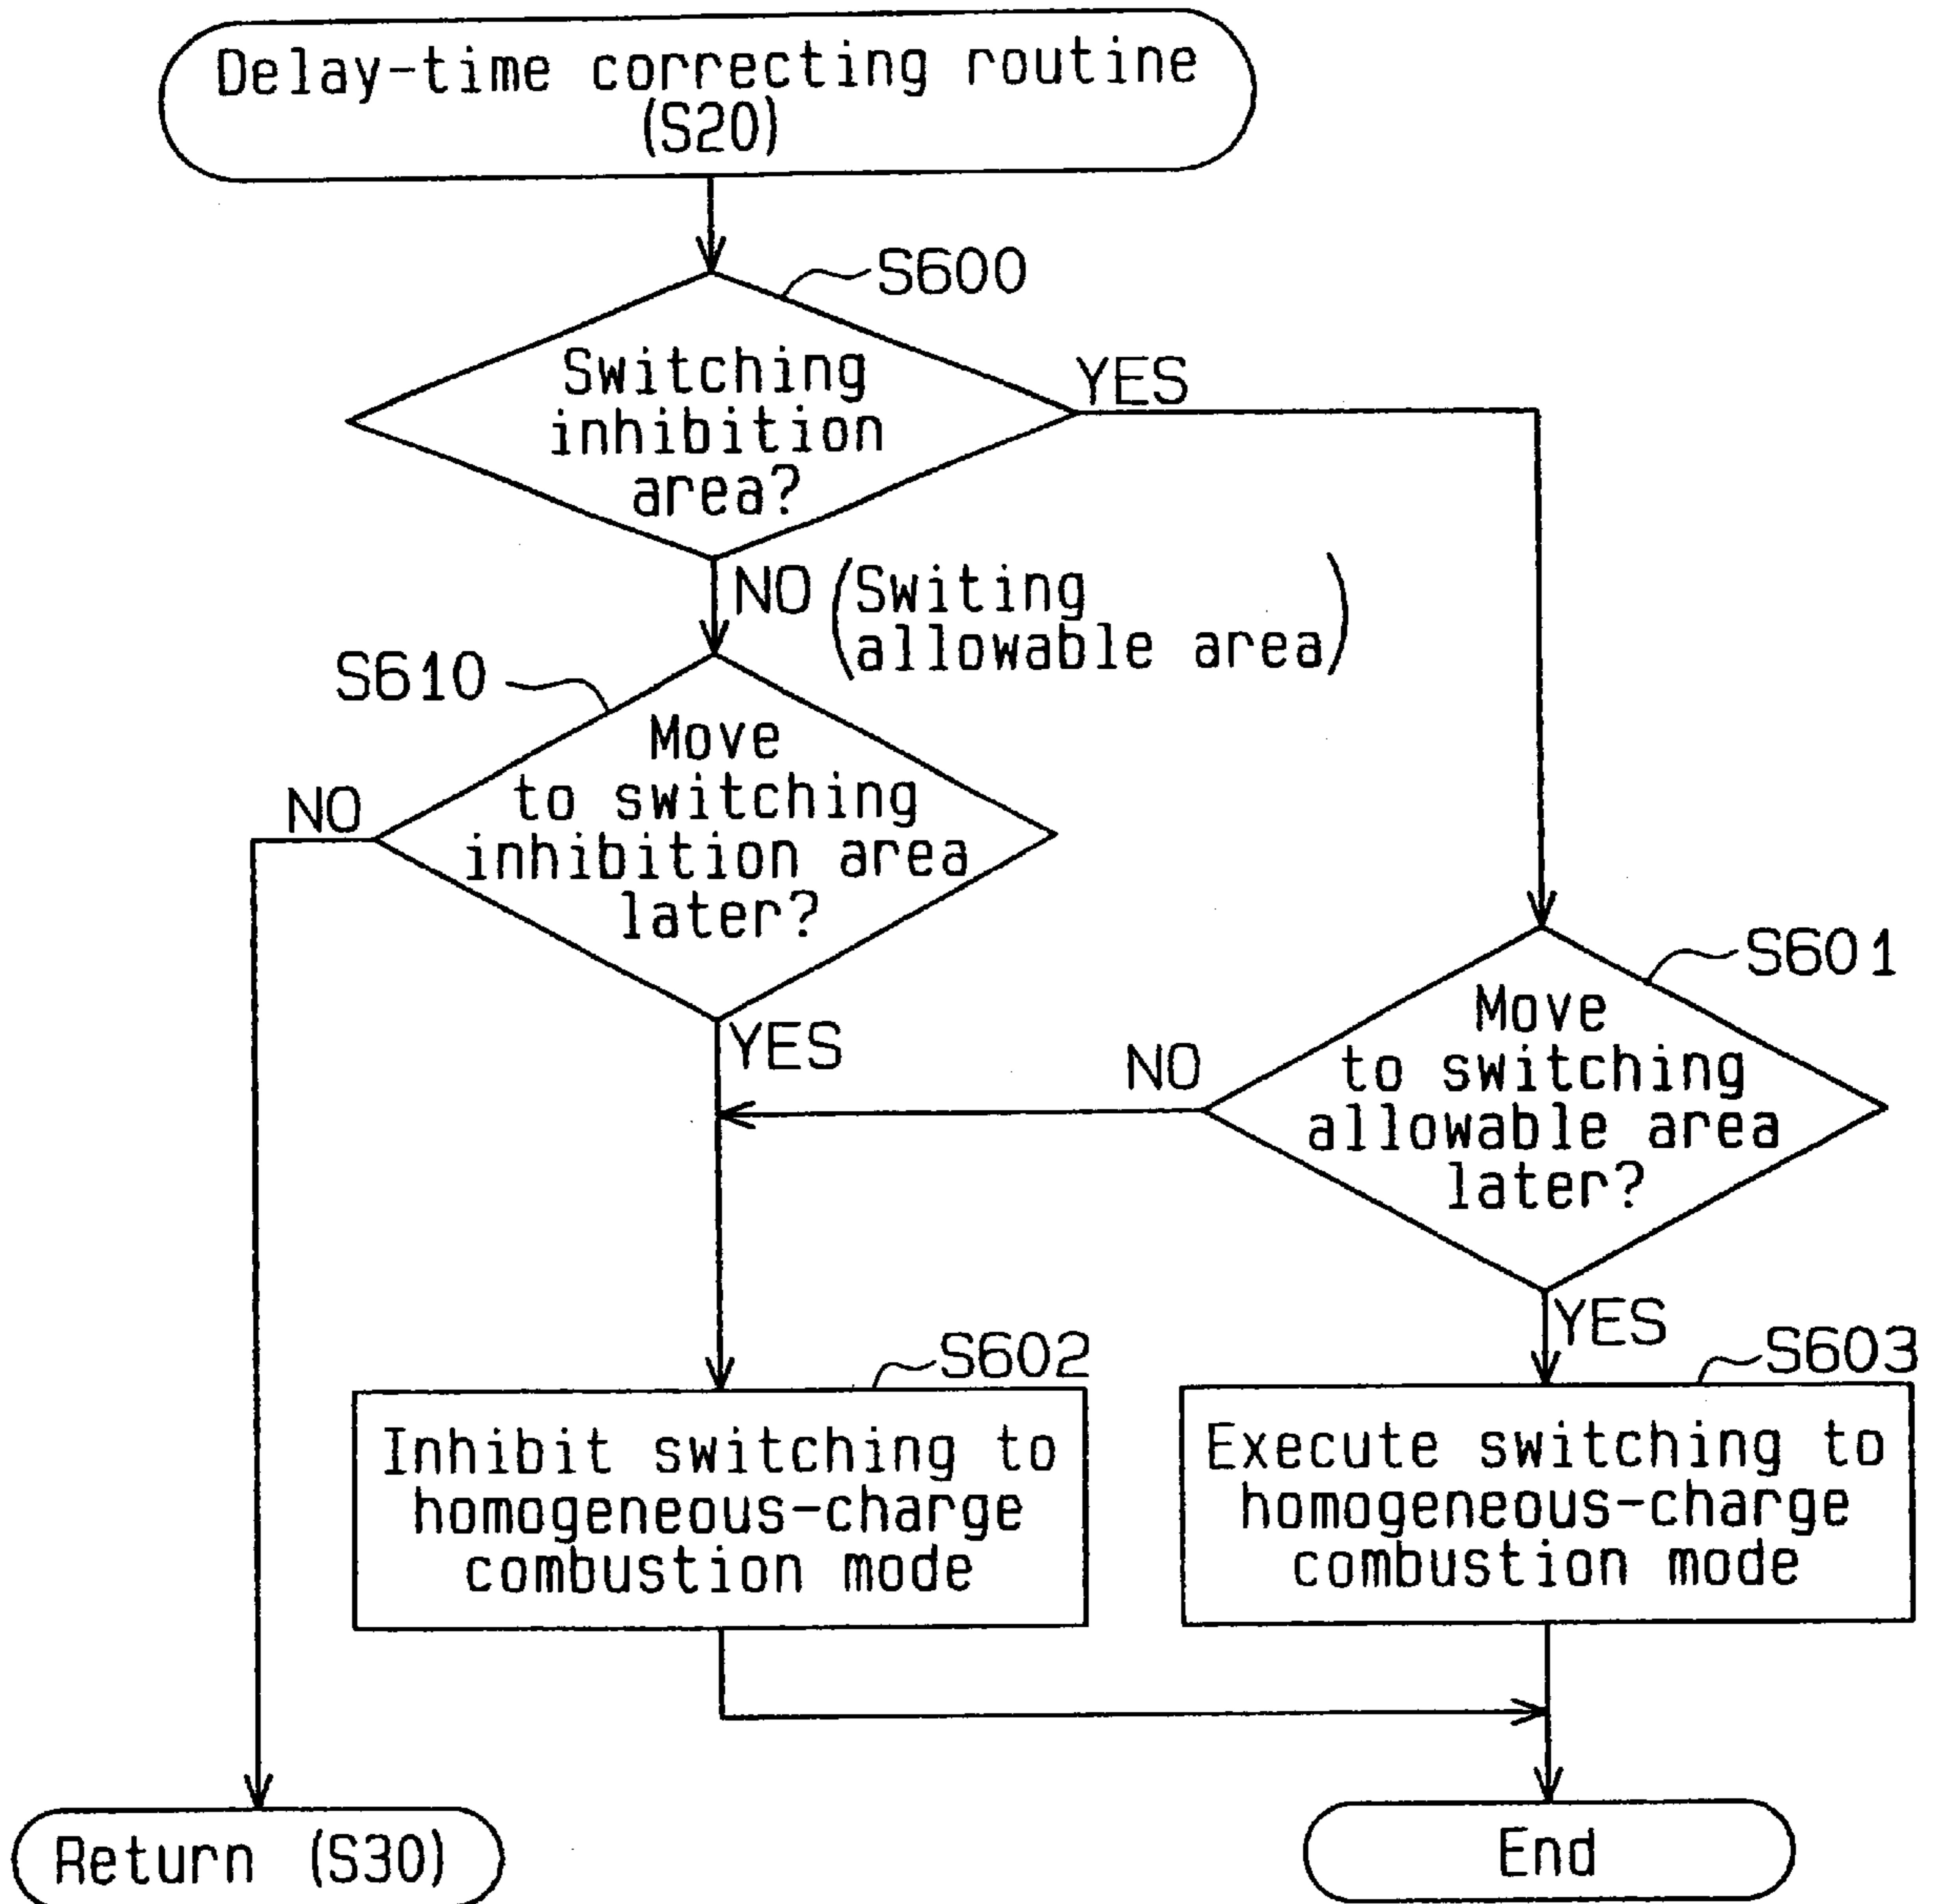 Delay-time correcting routine
(S20)
S600
Switching
inhibition
area?
YES
NO (Switing
allowable area)
S610
Move
to switching
inhibition area
later?
NO
YES
S601
Move
to switching
allowable area
later?
NO
YES
S602
Inhibit switching to
homogeneous-charge
combustion mode
S603
Execute switching to
homogeneous-charge
combustion mode
Return (S30)
End